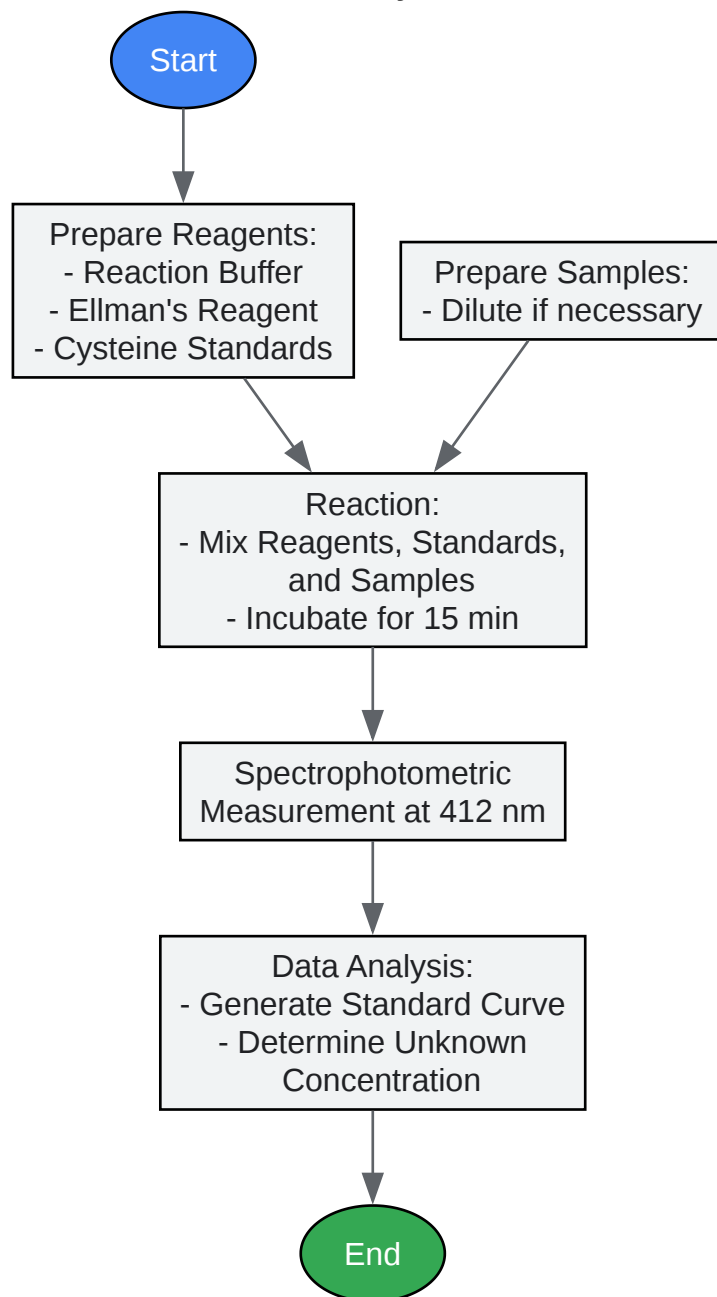 Start
Prepare Reagents:
- Reaction Buffer
- Ellman's Reagent
- Cysteine Standards
Prepare Samples:
- Dilute if necessary
Reaction:
- Mix Reagents, Standards,
and Samples
- Incubate for 15 min
Spectrophotometric
Measurement at 412 nm
Data Analysis:
- Generate Standard Curve
- Determine Unknown
Concentration
End